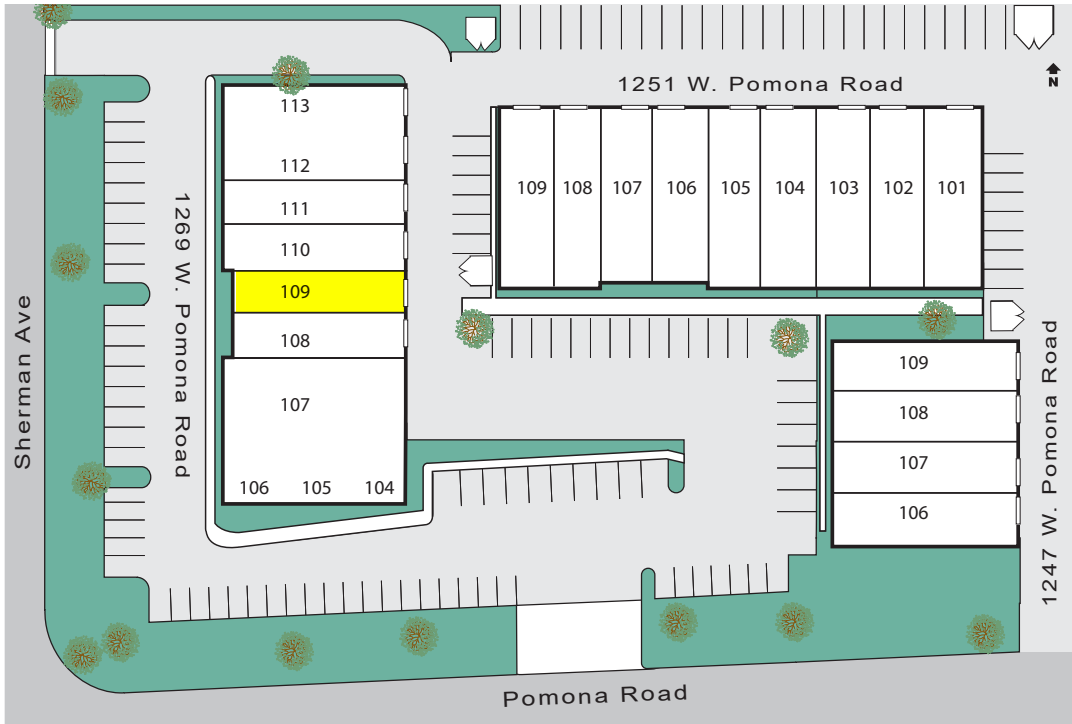 1251 W. Pomona Road
N
113
112
111
110
109
108
107
106 105 104
1269 W. Pomona Road
109 108 107 106 105 104 103 102 101
109
108
107
106
1247 W. Pomona Road
Sherman Ave
Pomona Road